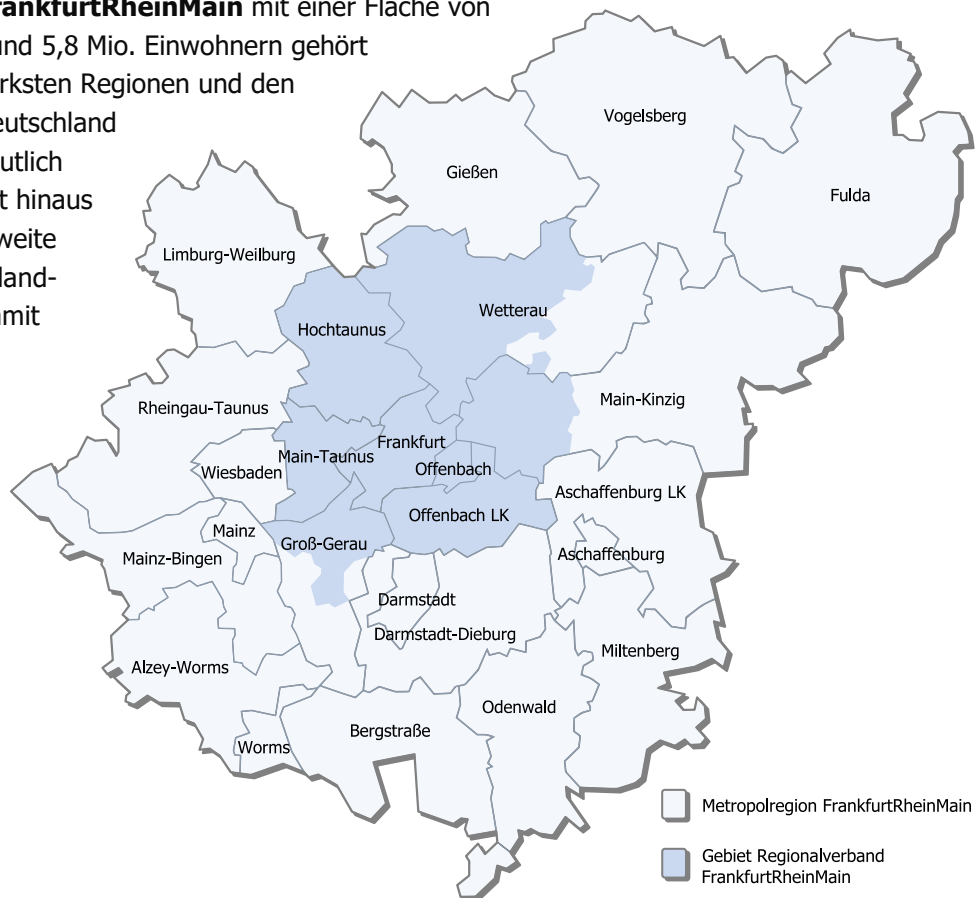 FrankfurtRheinMain mit einer Fläche von
und 5,8 Mio. Einwohnern gehört
rksten Regionen und den
eutschland
utlich
t hinaus
weite
land-
mit
Vogelsberg
Gießen
Fulda
Limburg-Weilburg
Wetterau
Hochtaunus
Main-Kinzig
Rheingau-Taunus
Frankfurt
Main-Taunus
Offenbach
Wiesbaden
Aschaffenburg LK
Offenbach LK
Mainz
Groß-Gerau
Mainz-Bingen
Aschaffenburg
Darmstadt
Darmstadt-Dieburg
Miltenberg
Alzey-Worms
Odenwald
Bergstraße
Worms
Metropolregion FrankfurtRheinMain
Gebiet Regionalverband
FrankfurtRheinMain